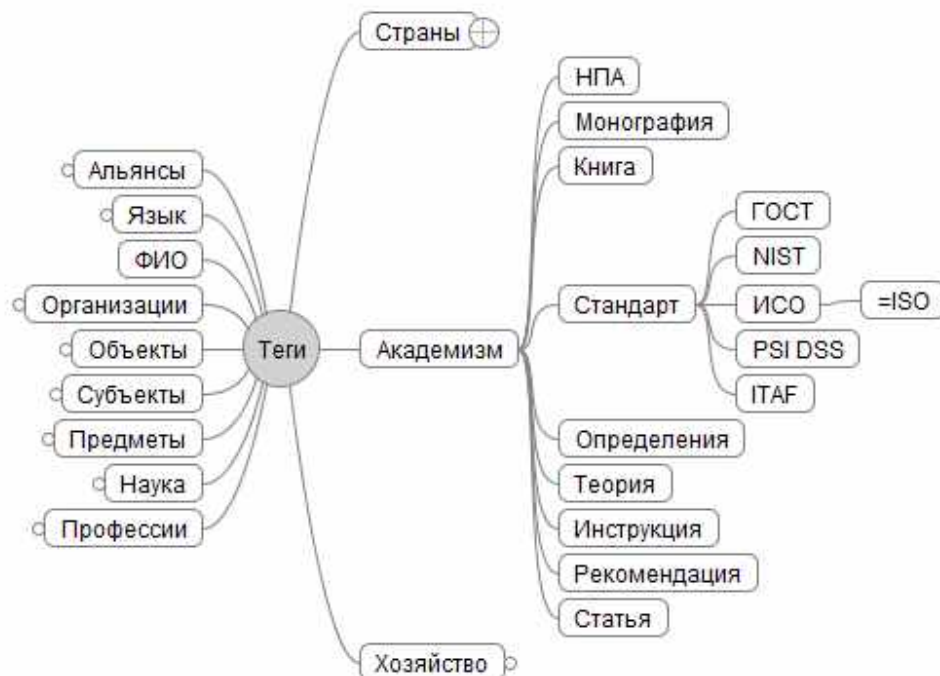 Страны
НПА
Монография
Книга
Альянсы
Язык
ФИО
Организации
Объекты
Субъекты
Предметы
Наука
Профессии
Теги
Академизм
Стандарт
ГОСТ
NIST
ИСО
=ISO
PSI DSS
ITAF
Определения
Теория
Инструкция
Рекомендация
Статья
Хозяйство